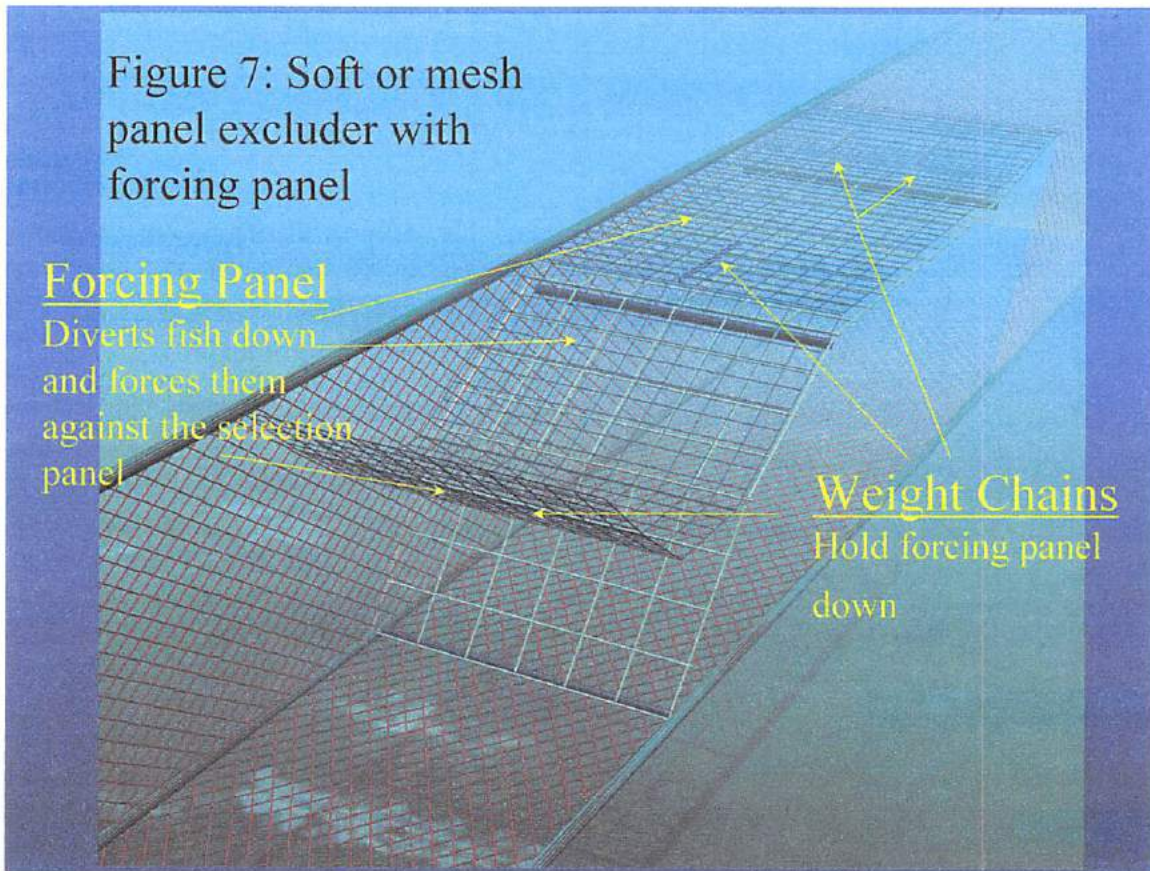 Figure 7: Soft or mesh
panel excluder with
forcing panel
Forcing Panel
Diverts fish down
and forces them
against the selection
panel
Weight Chains
Hold forcing panel
down